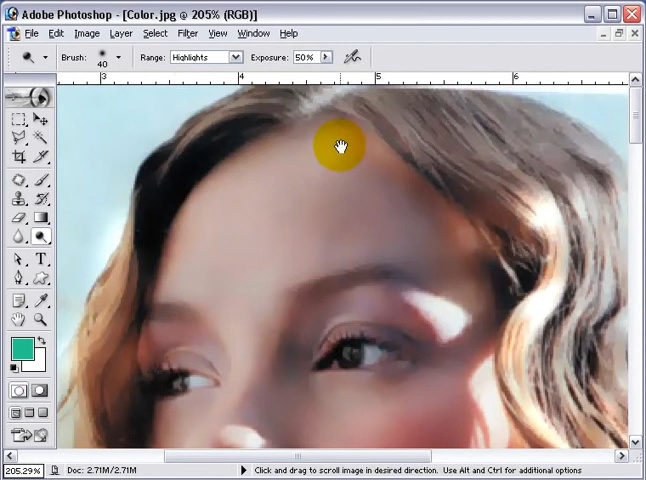 Adobe Photoshop - [Color.jpg @ 205% (RGB)]
File Edit Image Layer Select Filter View Window Help
Brush: 40 Range: Highlights Exposure: 50%
3 4 5 6
T
205.29% Doc: 2.71M/2.71M Click and drag to scroll image in desired direction. Use Alt and Ctrl for additional options